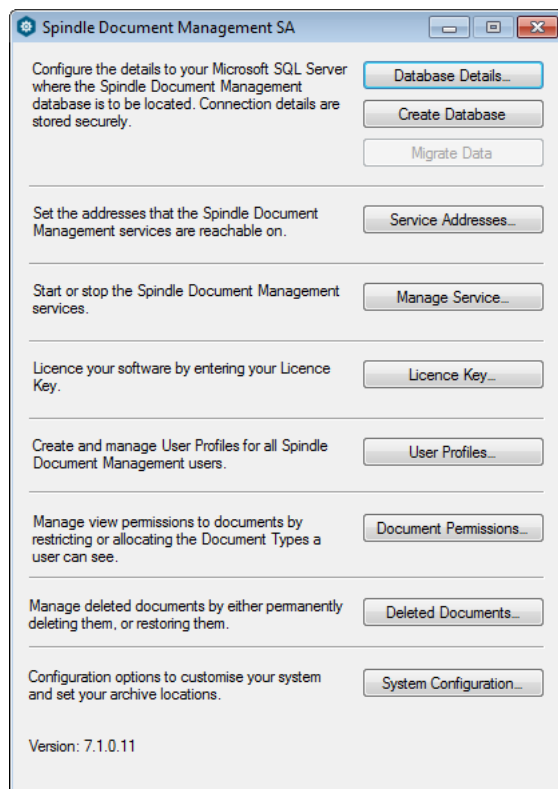 Spindle Document Management SA
Configure the details to your Microsoft SQL Server
where the Spindle Document Management
database is to be located. Connection details are
stored securely.
Database Details...
Create Database
Migrate Data
Set the addresses that the Spindle Document
Management services are reachable on.
Service Addresses...
Start or stop the Spindle Document Management
services.
Manage Service...
Licence your software by entering your Licence
Key.
Licence Key...
Create and manage User Profiles for all Spindle
Document Management users.
User Profiles...
Manage view permissions to documents by
restricting or allocating the Document Types a
user can see.
Document Permissions...
Manage deleted documents by either permanently
deleting them, or restoring them.
Deleted Documents...
Configuration options to customise your system
and set your archive locations.
System Configuration...
Version: 7.1.0.11